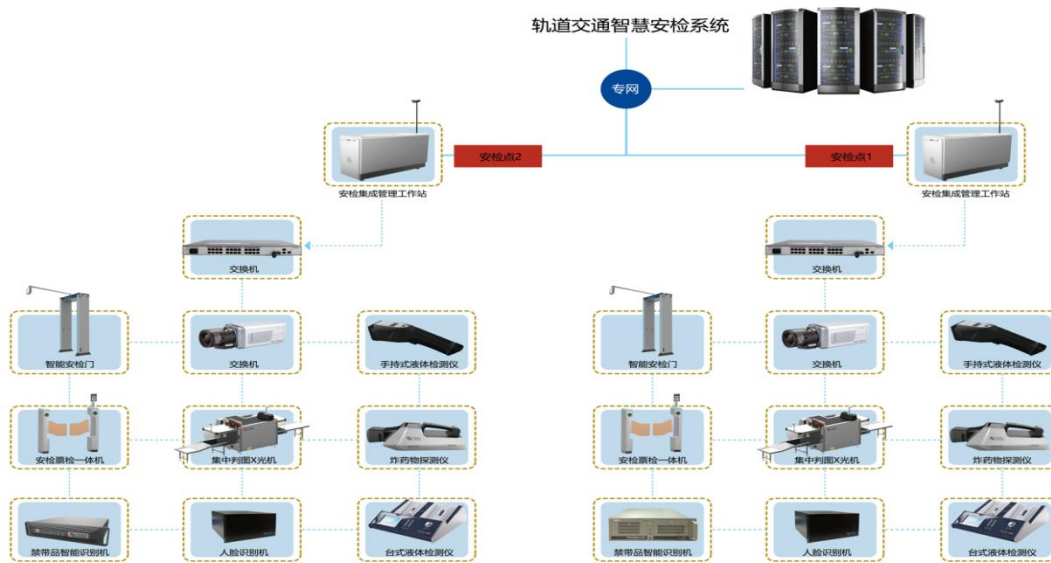 轨道交通智慧安检系统
专网
安检点2
安检点1
安检集成管理工作站
安检集成管理工作站
交换机
交换机
智能安检门
交换机
手持式液体检测仪
智能安检门
交换机
手持式液体检测仪
安检票检一体机
集中判图X光机
炸药物探测仪
安检票检一体机
集中判图X光机
炸药物探测仪
禁带品智能识别机
人脸识别机
台式液体检测仪
禁带品智能识别机
人脸识别机
台式液体检测仪